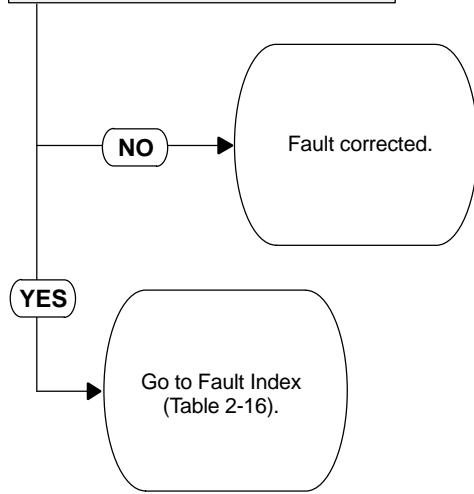 NO
Fault corrected.
YES
Go to Fault Index
(Table 2-16).